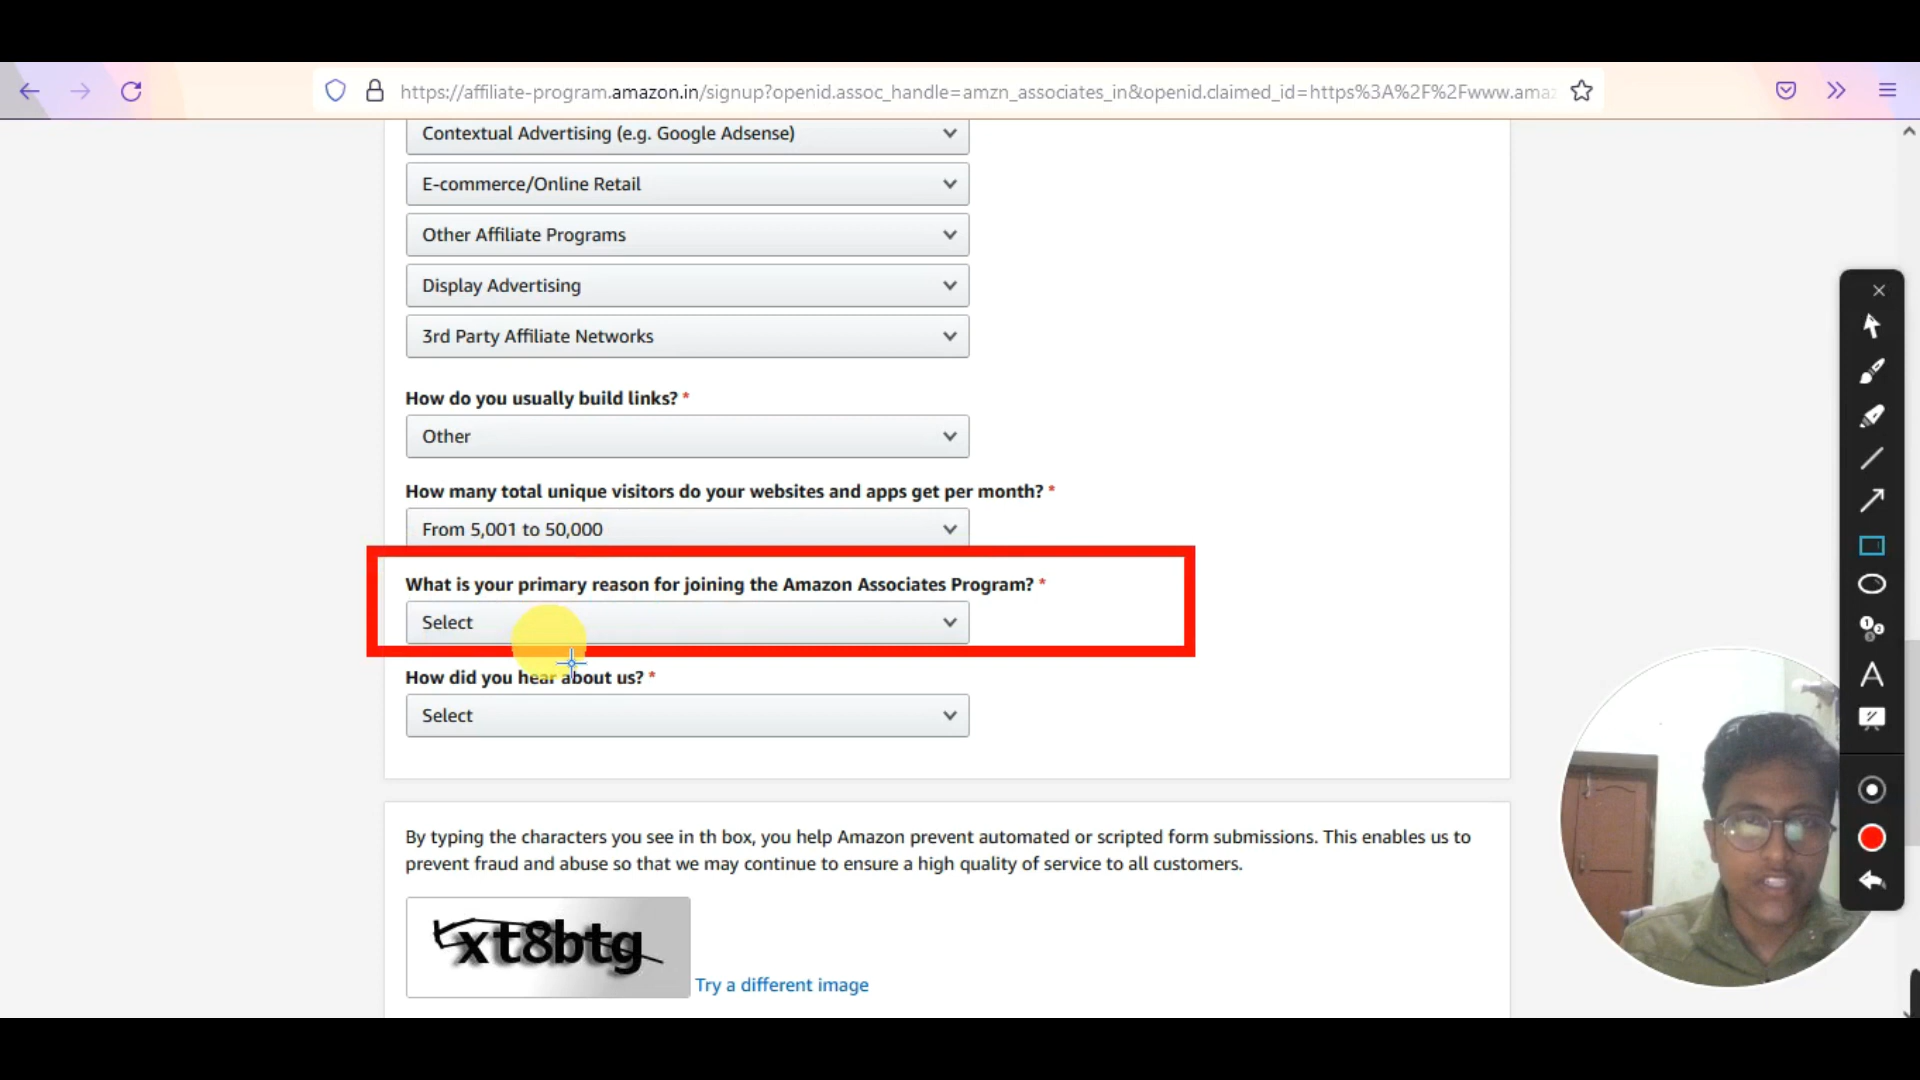 https://affiliate-program.amazon.in/signup?openid.assoc_handle=amzn_associates_in&openid.claimed_id=https%3A%2F%2Fwww.amaz
Contextual Advertising (e.g. Google Adsense)
E-commerce/Online Retail
Other Affiliate Programs
Display Advertising
3rd Party Affiliate Networks
How do you usually build links? *
Other
How many total unique visitors do your websites and apps get per month? *
From 5,001 to 50,000
What is your primary reason for joining the Amazon Associates Program? *
Select
How did you hear about us? *
Select
By typing the characters you see in th box, you help Amazon prevent automated or scripted form submissions. This enables us to
prevent fraud and abuse so that we may continue to ensure a high quality of service to all customers.
xt8btg
Try a different image